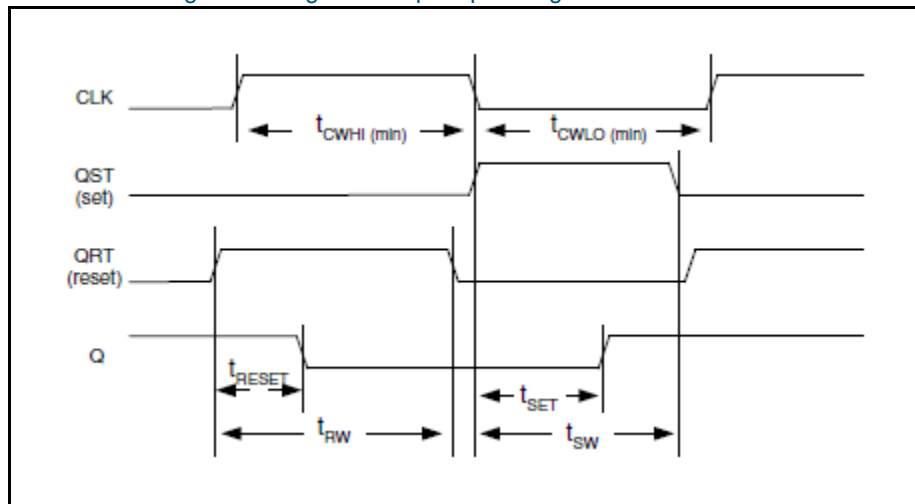 CLK
t CWHI (min)
t CWLO (min)
QST
(set)
QRT
(reset)
Q
t RESET
t SET
t RW
t SW